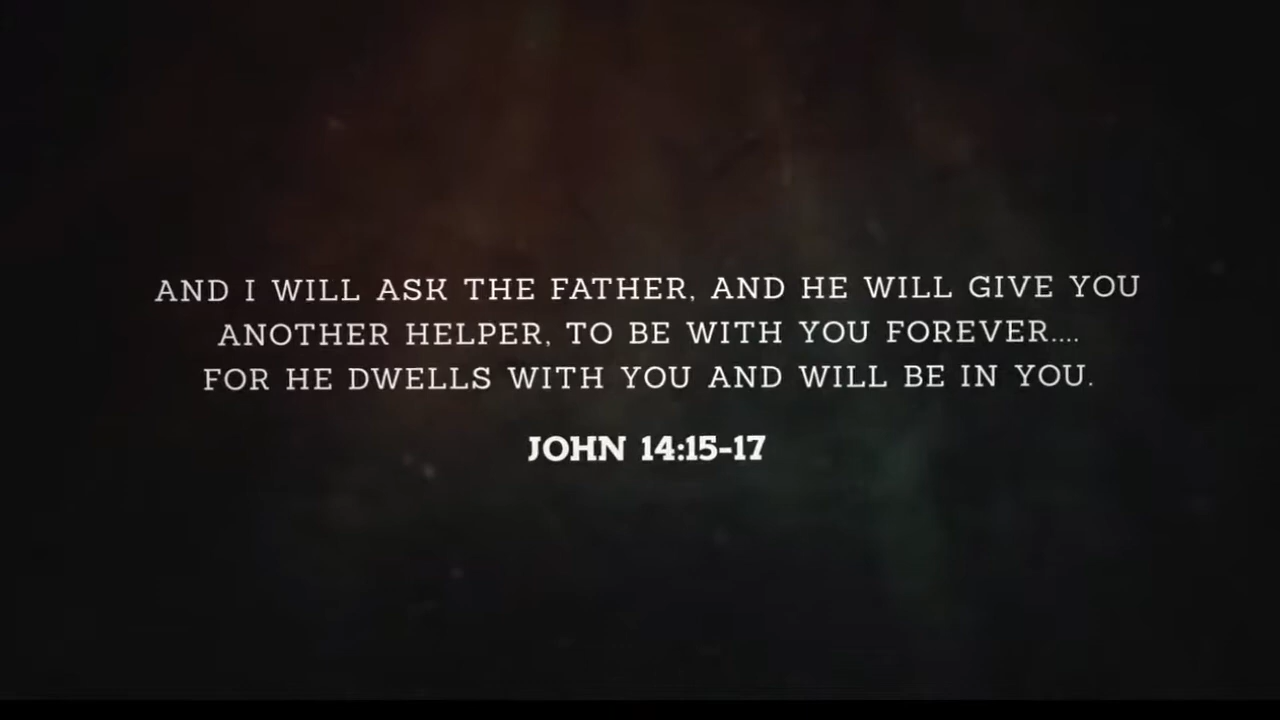 AND I WILL ASK THE FATHER, AND HE WILL GIVE YOU
ANOTHER HELPER, TO BE WITH YOU FOREVER....
FOR HE DWELLS WITH YOU AND WILL BE IN YOU.
JOHN 14:15-17